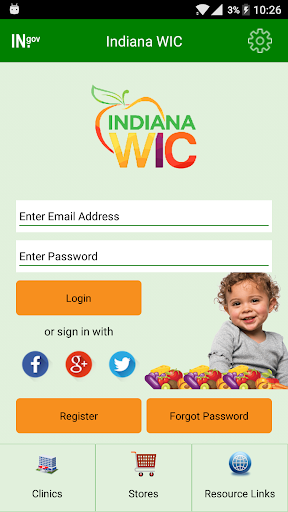 3% 10:26
IN.gov
Indiana WIC
INDIANA
WIC
Enter Email Address
Enter Password
Login
or sign in with
f g+
Register
Forgot Password
Clinics
Stores
Resource Links